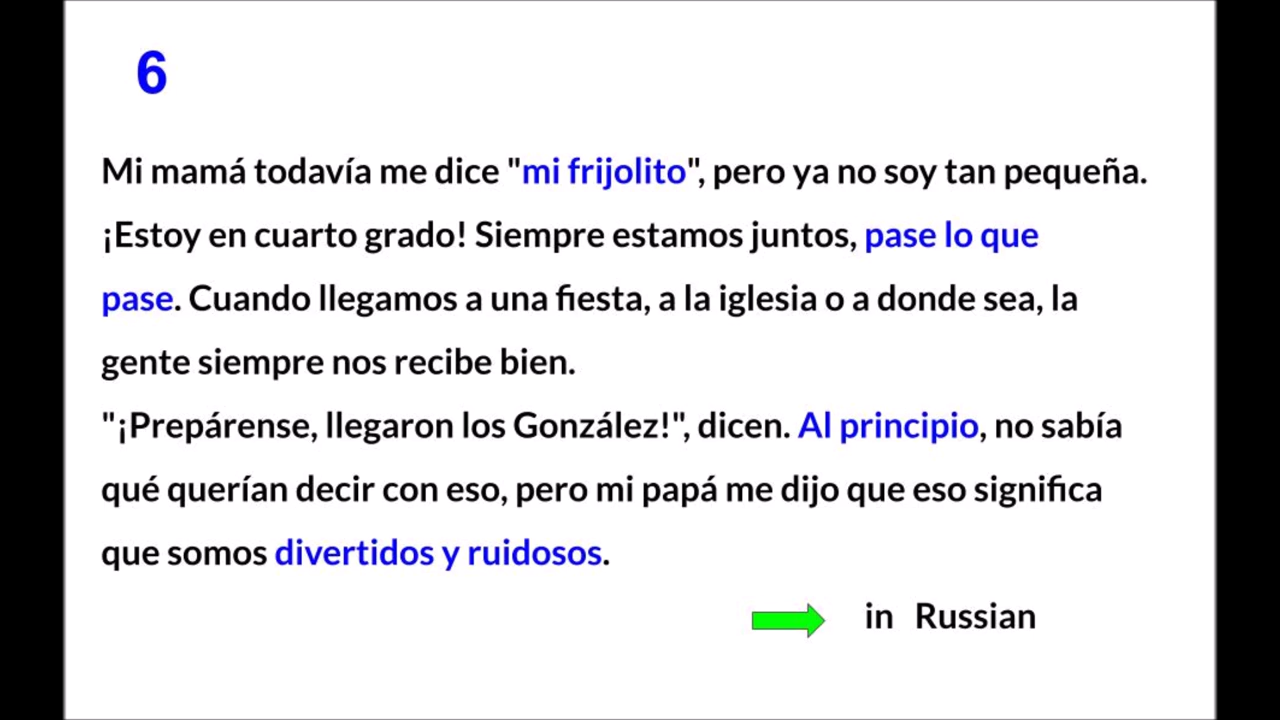 6
Mi mamá todavía me dice "mi frijolito", pero ya no soy tan pequeña.
¡Estoy en cuarto grado! Siempre estamos juntos, pase lo que
pase. Cuando llegamos a una fiesta, a la iglesia o a donde sea, la
gente siempre nos recibe bien.
"¡Prepárense, llegaron los González!", dicen. Al principio, no sabía
qué querían decir con eso, pero mi papá me dijo que eso significa
que somos divertidos y ruidosos.
in Russian